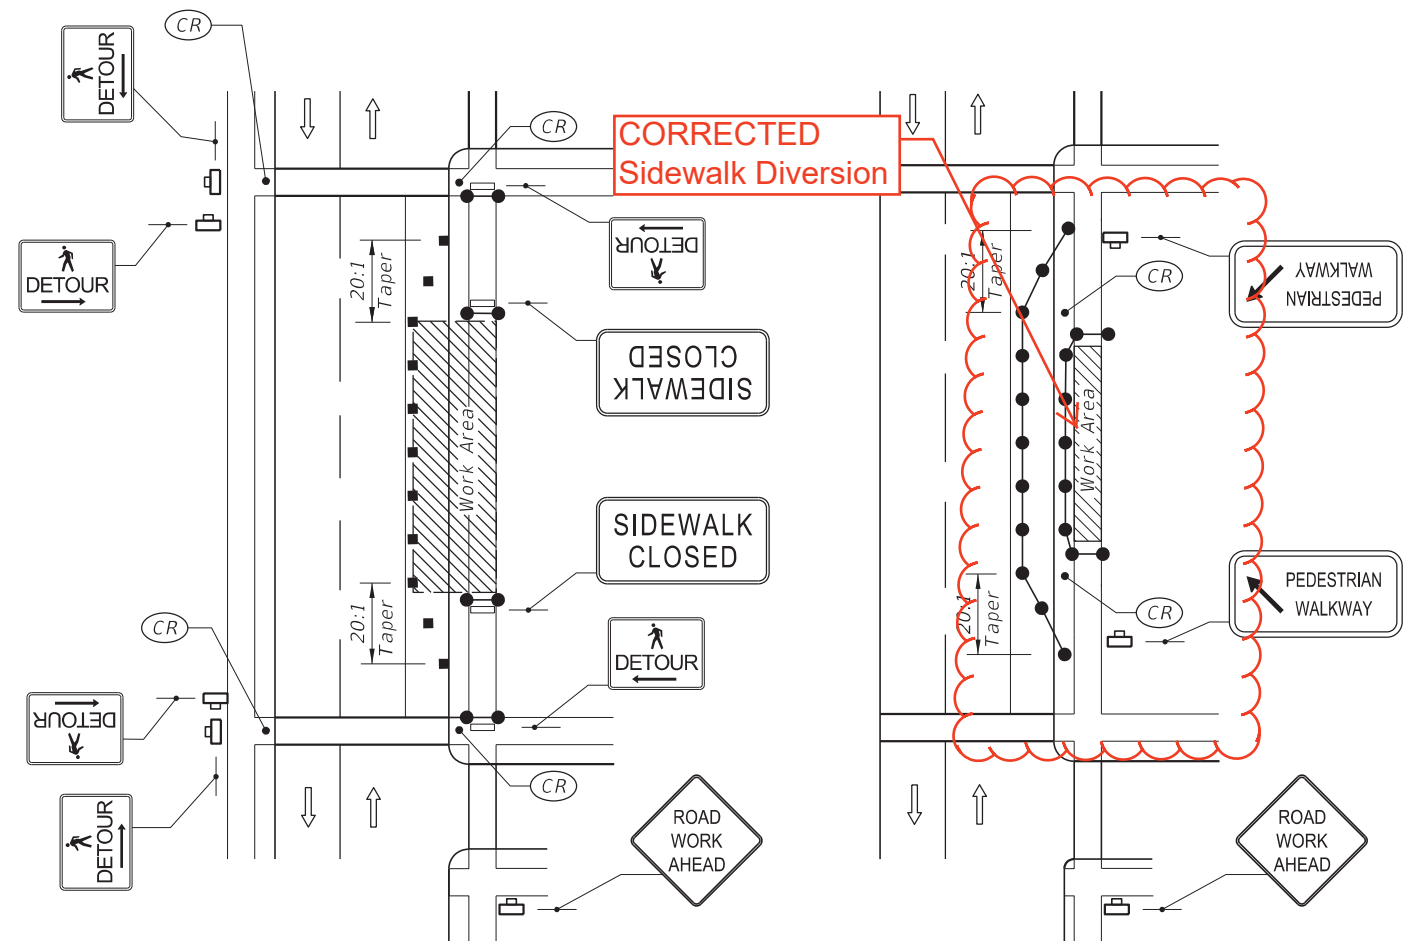 CR
DETOUR
CR
CORRECTED
Sidewalk Diversion
DETOUR
20:1
Taper
DETOUR
20:1
Taper
CR
PEDESTRIAN
WALKWAY
SIDEWALK
CLOSED
Work Area
Work Area
SIDEWALK
CLOSED
PEDESTRIAN
WALKWAY
CR
20:1
Taper
CR
DETOUR
20:1
Taper
DETOUR
CR
DETOUR
ROAD
WORK
AHEAD
ROAD
WORK
AHEAD